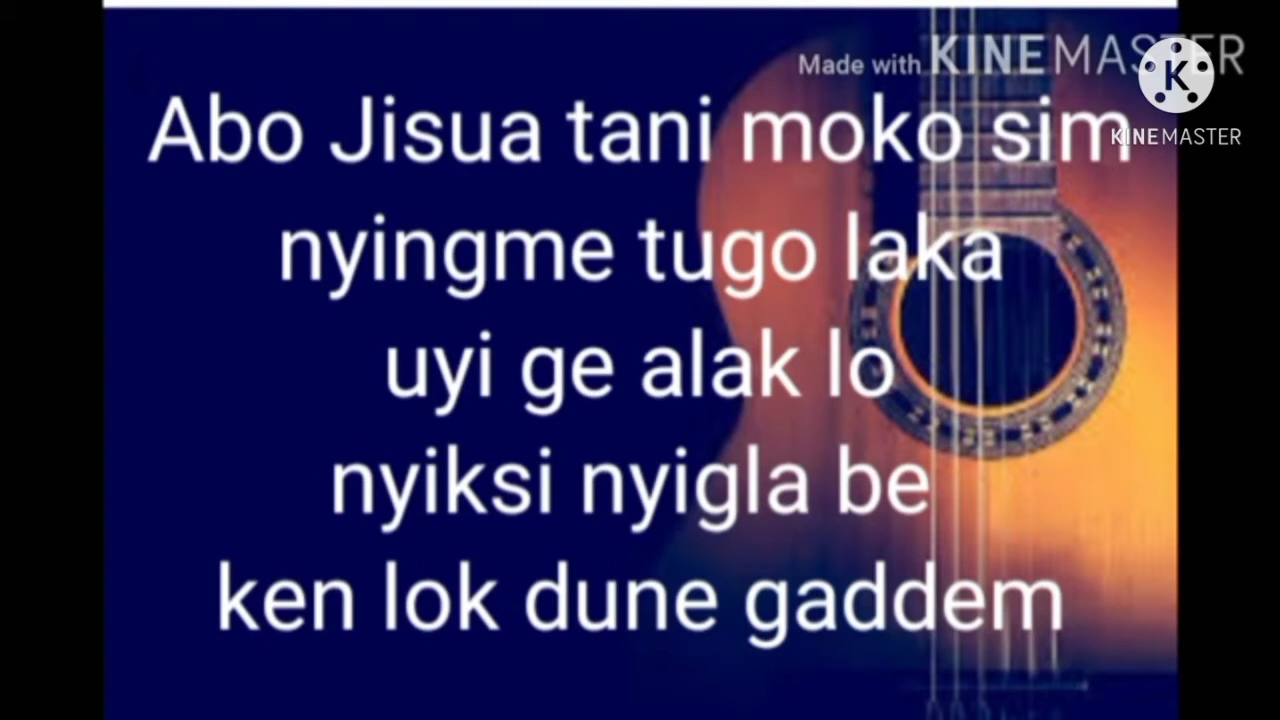 Made with KINEMASTER
K
KINEMASTER
Abo Jisua tani moko sim
nyingme tugo laka
uyi ge alak lo
nyiksi nyigla be
ken lok dune gaddem